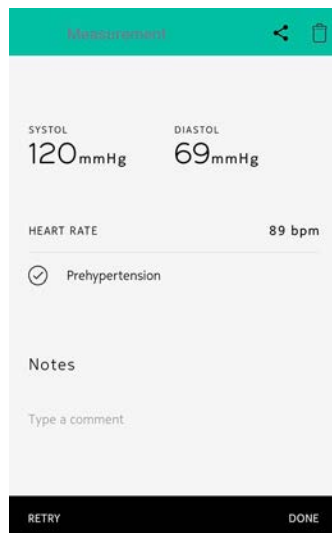 Measurement
SYSTOL DIASTOL
120mmHg 69mmHg
HEART RATE 89 bpm
Prehypertension
Notes
Type a comment
RETRY DONE